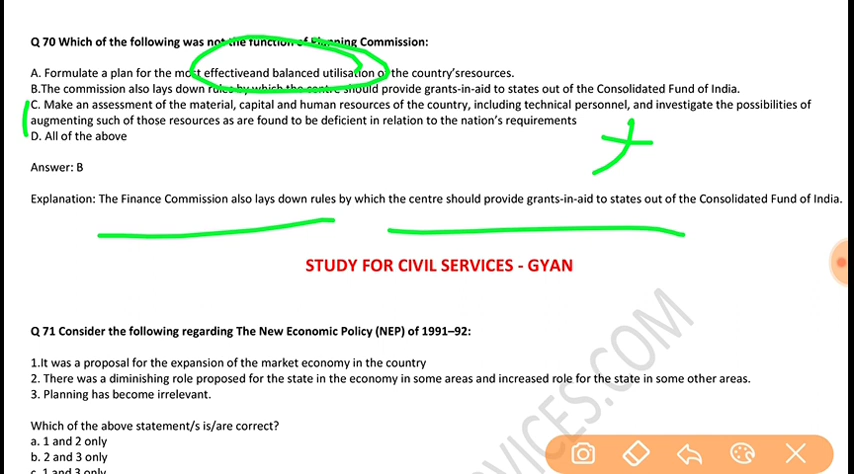 Q 70 Which of the following was not the function of Planning Commission:
A. Formulate a plan for the most effectiveand balanced utilisation of the country'sresources.
B.The commission also lays down rules by which the centre should provide grants-in-aid to states out of the Consolidated Fund of India.
C. Make an assessment of the material, capital and human resources of the country, including technical personnel, and investigate the possibilities of
augmenting such of those resources as are found to be deficient in relation to the nation's requirements
D. All of the above
Answer: B
Explanation: The Finance Commission also lays down rules by which the centre should provide grants-in-aid to states out of the Consolidated Fund of India.
STUDY FOR CIVIL SERVICES - GYAN
Q 71 Consider the following regarding The New Economic Policy (NEP) of 1991–92:
1.It was a proposal for the expansion of the market economy in the country
2. There was a diminishing role proposed for the state in the economy in some areas and increased role for the state in some other areas.
3. Planning has become irrelevant.
Which of the above statement/s is/are correct?
a. 1 and 2 only
b. 2 and 3 only
c. 1 and 3 only
VICES.COM